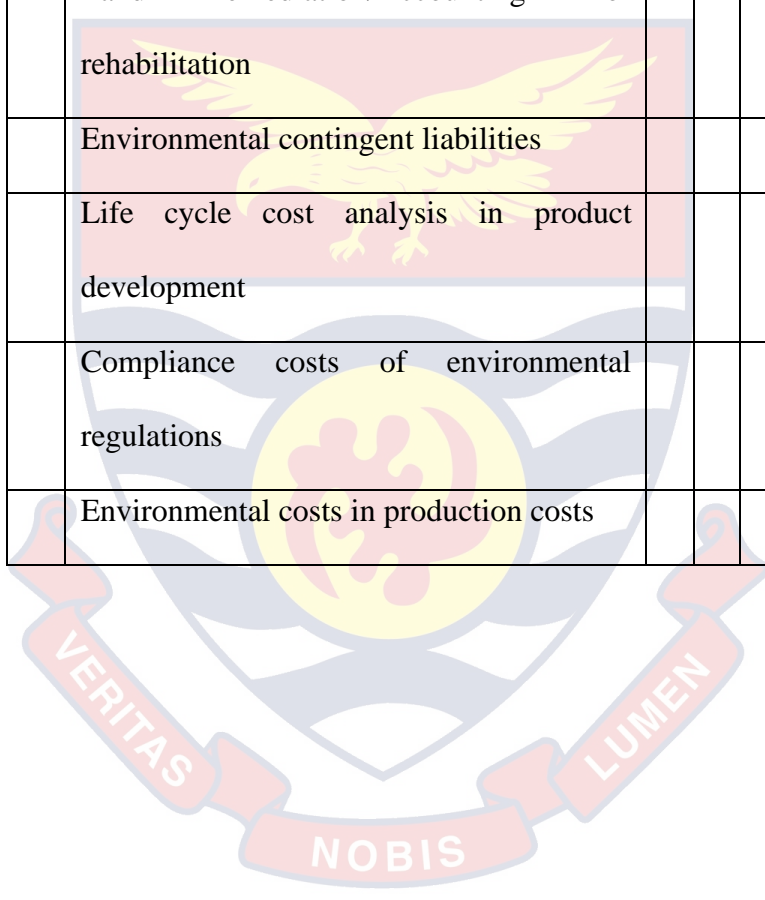 rehabilitation
Environmental contingent liabilities
Life cycle cost analysis in product
development
Compliance costs of environmental
regulations
Environmental costs in production costs
VERITAS
NOBIS
LUMEN